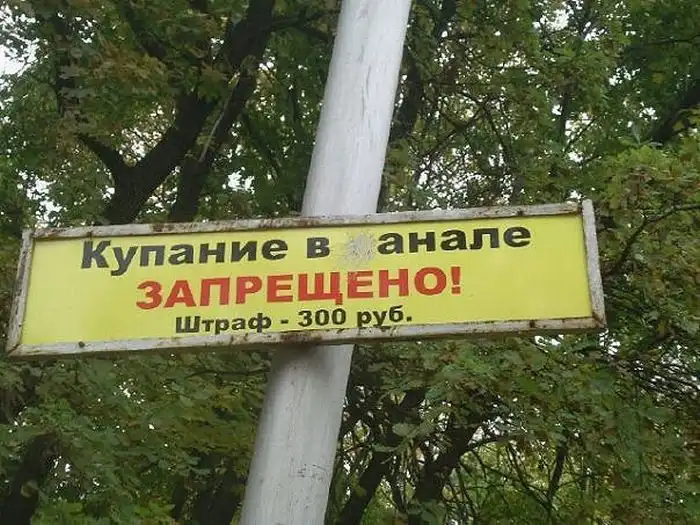 Купание в анале
ЗАПРЕЩЕНО!
Штраф - 300 руб.